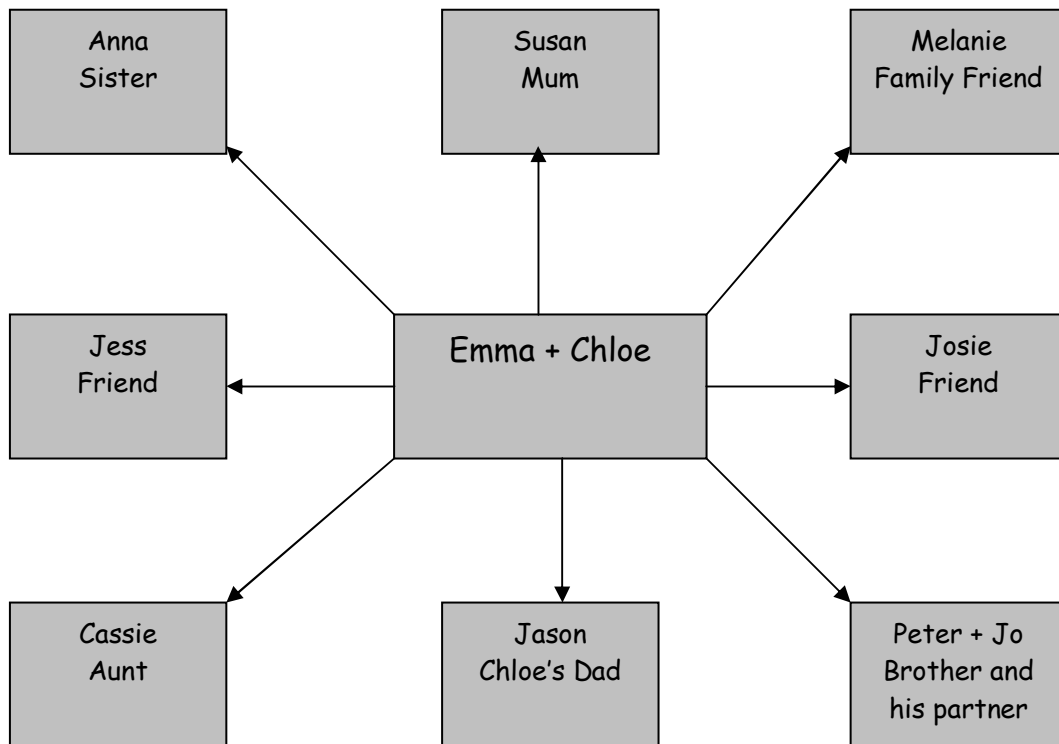 Anna
Sister
Susan
Mum
Melanie
Family Friend
Jess
Friend
Emma + Chloe
Josie
Friend
Cassie
Aunt
Jason
Chloe's Dad
Peter + Jo
Brother and
his partner